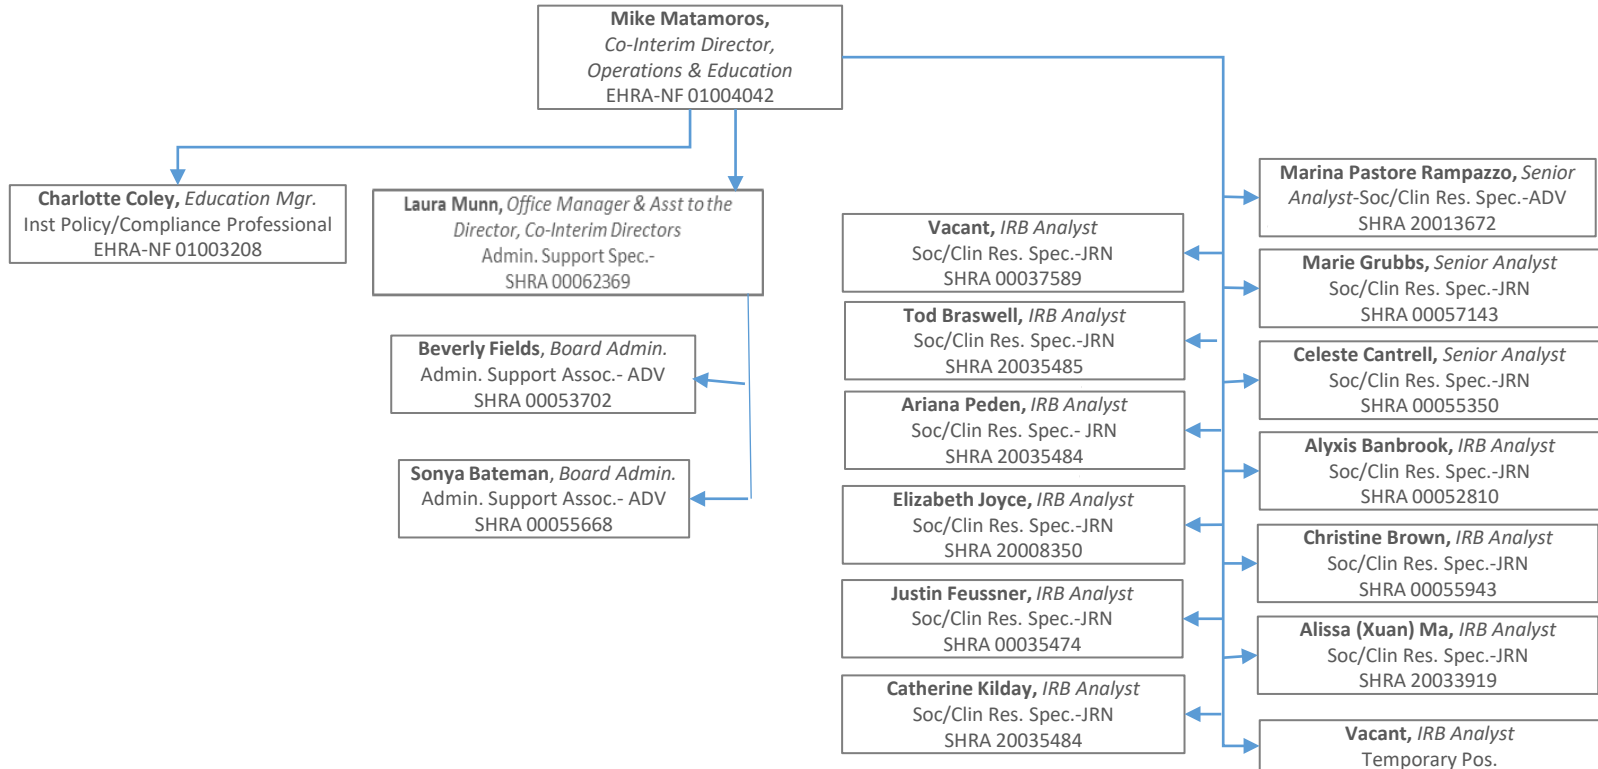 Mike Matamoros,
Co-Interim Director,
Operations & Education
EHRA-NF 01004042
Charlotte Coley, Education Mgr.
Inst Policy/Compliance Professional
EHRA-NF 01003208
Laura Munn, Office Manager & Asst to the
Director, Co-Interim Directors
Admin. Support Spec.-
SHRA 00062369
Beverly Fields, Board Admin.
Admin. Support Assoc.- ADV
SHRA 00053702
Sonya Bateman, Board Admin.
Admin. Support Assoc.- ADV
SHRA 00055668
Vacant, IRB Analyst
Soc/Clin Res. Spec.-JRN
SHRA 00037589
Tod Braswell, IRB Analyst
Soc/Clin Res. Spec.-JRN
SHRA 20035485
Ariana Peden, IRB Analyst
Soc/Clin Res. Spec.- JRN
SHRA 20035484
Elizabeth Joyce, IRB Analyst
Soc/Clin Res. Spec.-JRN
SHRA 20008350
Justin Feussner, IRB Analyst
Soc/Clin Res. Spec.-JRN
SHRA 00035474
Catherine Kilday, IRB Analyst
Soc/Clin Res. Spec.-JRN
SHRA 20035484
Marina Pastore Rampazzo, Senior
Analyst-Soc/Clin Res. Spec.-ADV
SHRA 20013672
Marie Grubbs, Senior Analyst
Soc/Clin Res. Spec.-JRN
SHRA 00057143
Celeste Cantrell, Senior Analyst
Soc/Clin Res. Spec.-JRN
SHRA 00055350
Alyxis Banbrook, IRB Analyst
Soc/Clin Res. Spec.-JRN
SHRA 00052810
Christine Brown, IRB Analyst
Soc/Clin Res. Spec.-JRN
SHRA 00055943
Alissa (Xuan) Ma, IRB Analyst
Soc/Clin Res. Spec.-JRN
SHRA 20033919
Vacant, IRB Analyst
Temporary Pos.